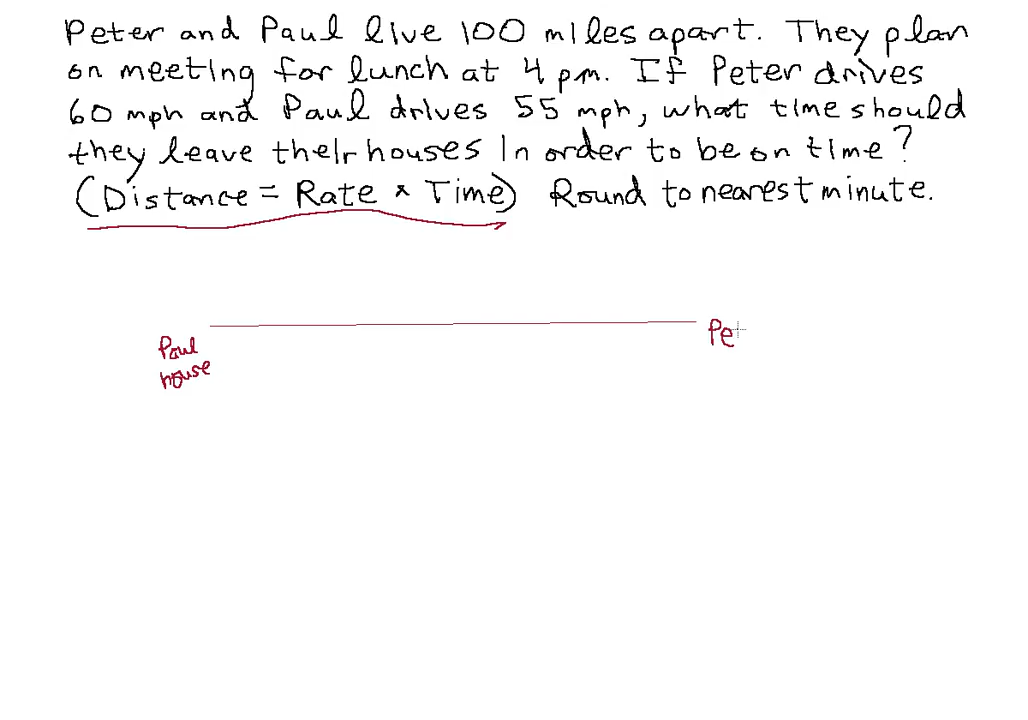 Peter and Paul live 100 miles apart. They plan
on meeting for lunch at 4 pm. If Peter drives
60 mph and Paul drives 55 mph, what time should
they leave their houses in order to be on time?
(Distance = Rate * Time) Round to nearest minute.
Paul
house
Pet